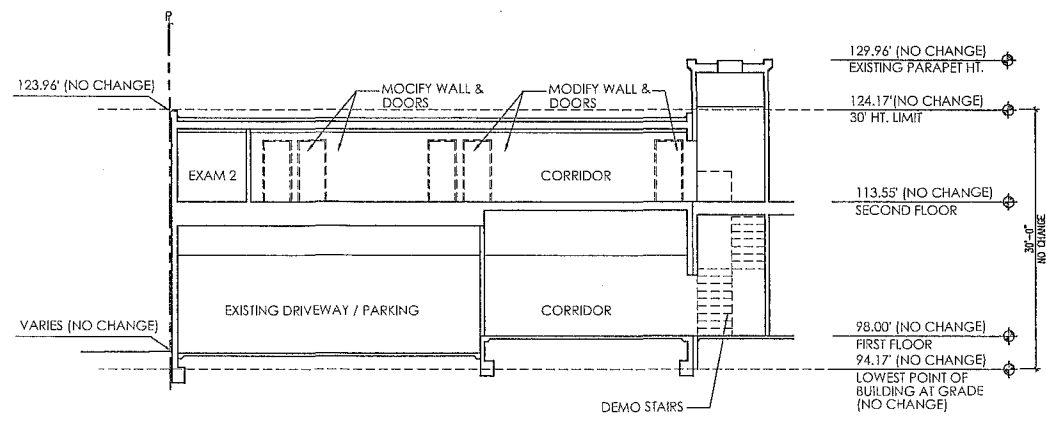 PL
129.96' (NO CHANGE)
EXISTING PARAPET HT.
123.96' (NO CHANGE)
MOCIFY WALL &
DOORS
MODIFY WALL &
DOORS
124.17'(NO CHANGE)
30' HT. LIMIT
EXAM 2
CORRIDOR
113.55' (NO CHANGE)
SECOND FLOOR
30'-0"
NO CHANGE
EXISTING DRIVEWAY / PARKING
CORRIDOR
VARIES (NO CHANGE)
98.00' (NO CHANGE)
FIRST FLOOR
94.17' (NO CHANGE)
LOWEST POINT OF
BUILDING AT GRADE
(NO CHANGE)
DEMO STAIRS